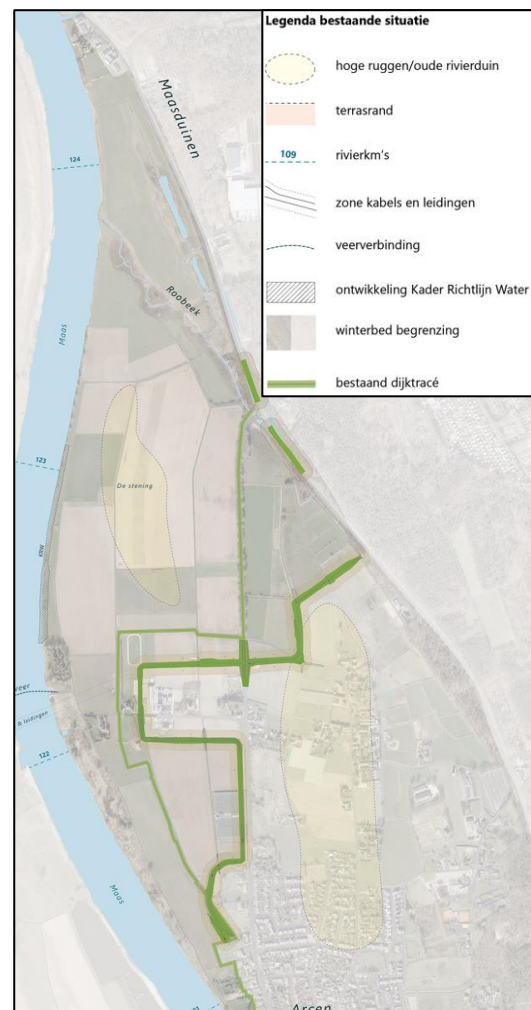 Legenda bestaande situatie
hoge ruggen/oude rivierduin
terrasrand
109
rivierkm's
zone kabels en leidingen
veerverbinding
ontwikkeling Kader Richtlijn Water
winterbed begrenzing
bestaand dijktracé
Maasduinen
124
Roobeek
Maas
123
De stening
KRW
veer
& leidingen
122
Maas
Arcen